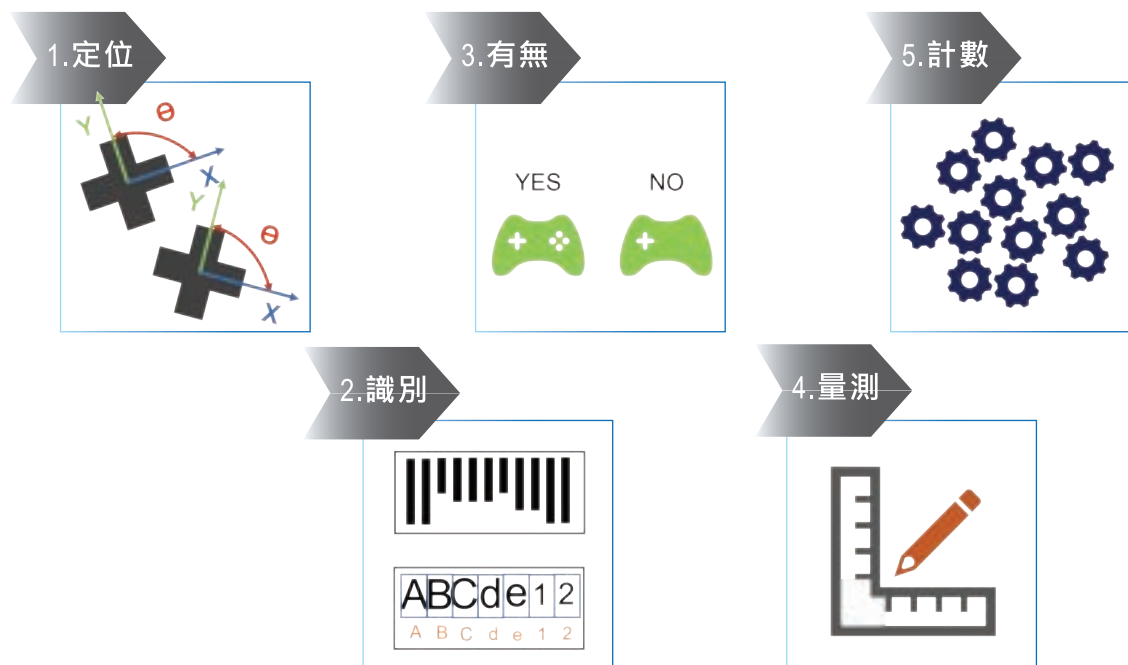 1.定位
Y
Θ
X
Y
Θ
X
2.識別
ABCde12
A B C d e 1 2
3.有無
YES NO
4.量測
5.計數